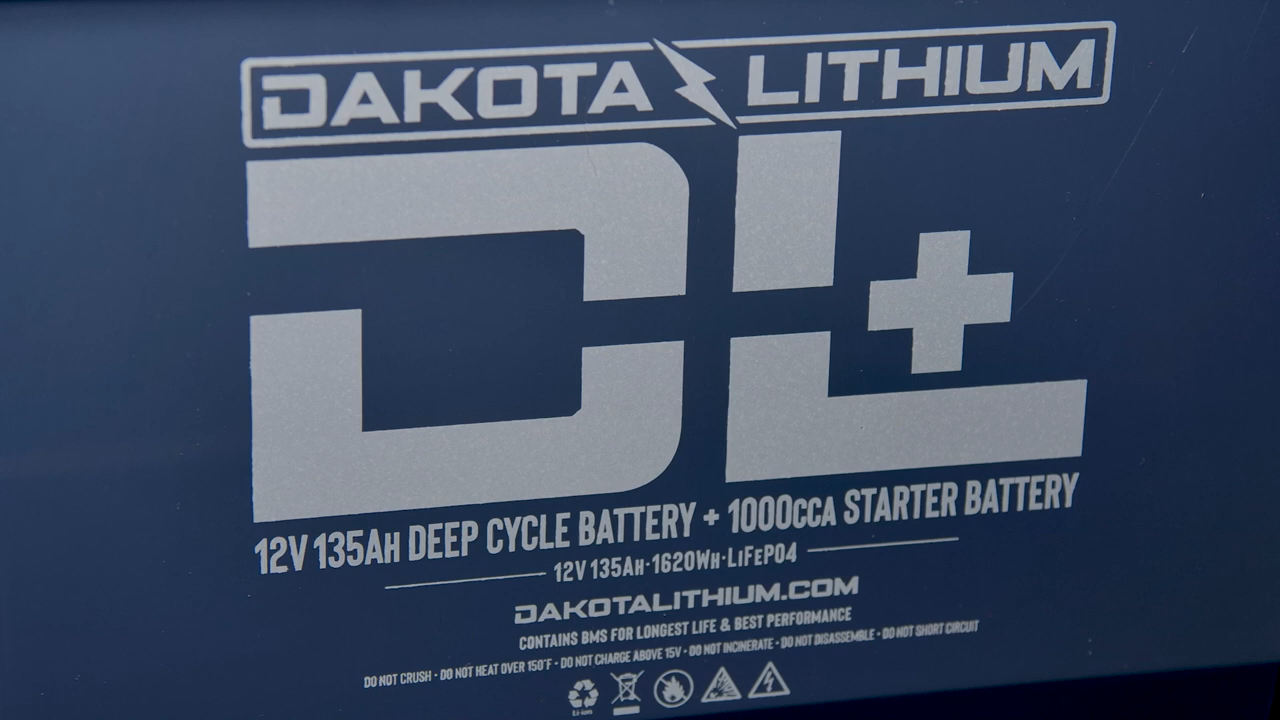 DAKOTA LITHIUM
DL+
12V 135AH DEEP CYCLE BATTERY + 1000CCA STARTER BATTERY
12V 135AH·1620WH·LIFEPO4
DAKOTALITHIUM.COM
CONTAINS BMS FOR LONGEST LIFE & BEST PERFORMANCE
DO NOT CRUSH · DO NOT HEAT OVER 150°F · DO NOT CHARGE ABOVE 15V · DO NOT INCINERATE · DO NOT DISASSEMBLE · DO NOT SHORT CIRCUIT
Li-ion